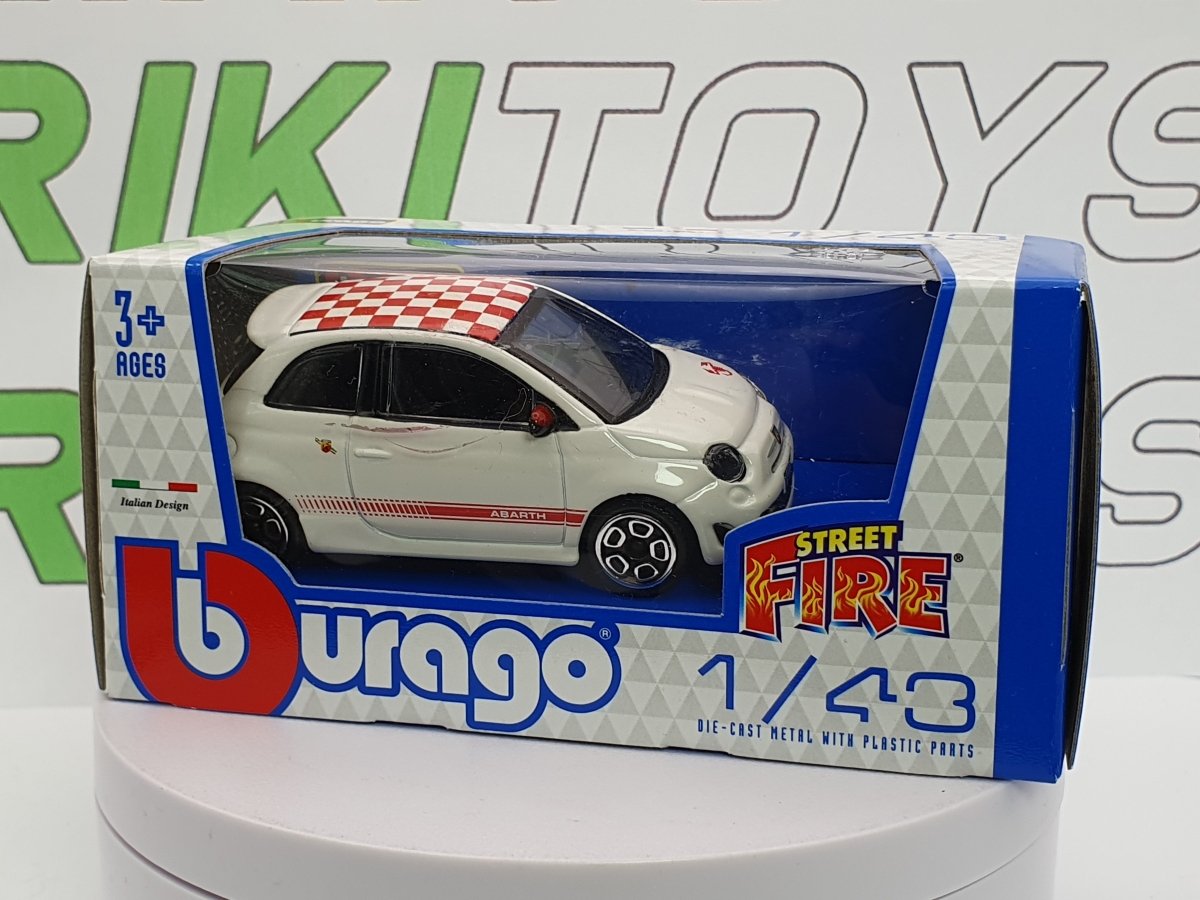 RIKITOYS
3+
AGES
Italian Design
ABARTH
STREET
FIRE®
burago®
1/43
DIE-CAST METAL WITH PLASTIC PARTS